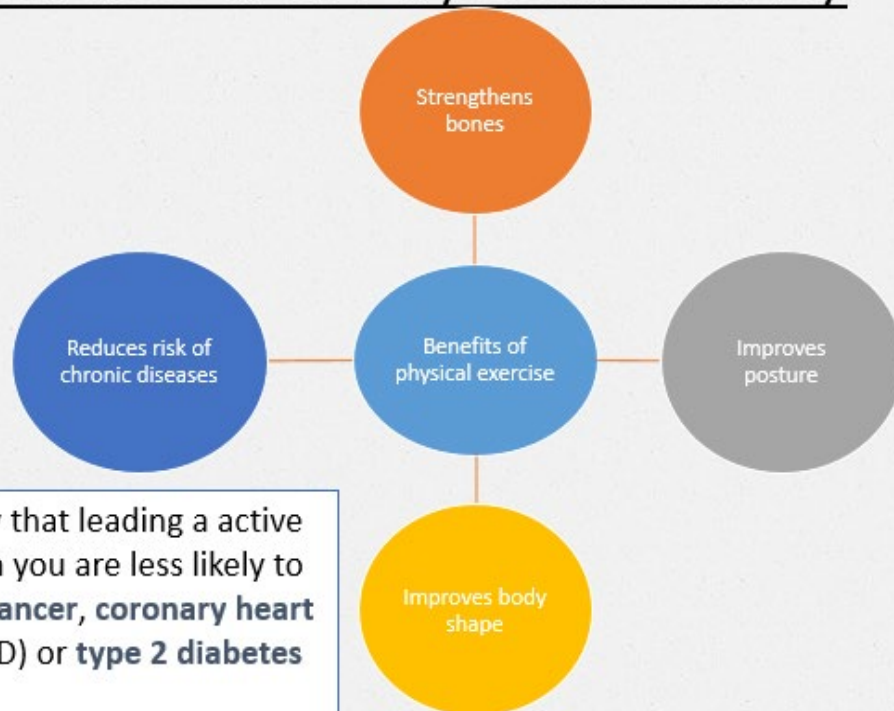 Strengthens
bones
Reduces risk of
chronic diseases
Benefits of
physical exercise
Improves
posture
that leading a active
you are less likely to
, coronary heart
or type 2 diabetes
Improves body
shape